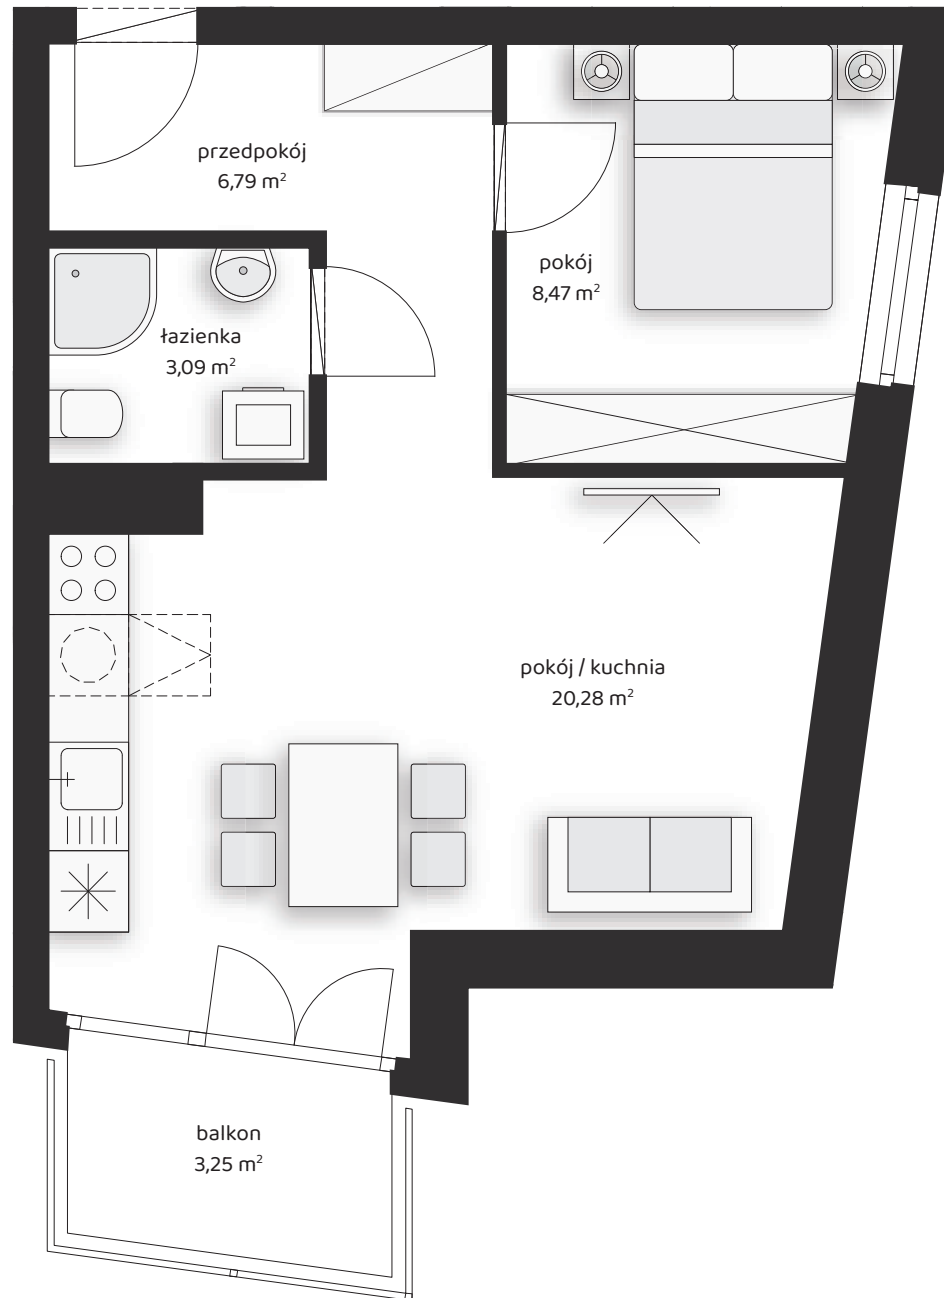 przedpokój
6,79 m²
pokój
8,47 m²
łazienka
3,09 m²
pokój / kuchnia
20,28 m²
balkon
3,25 m²